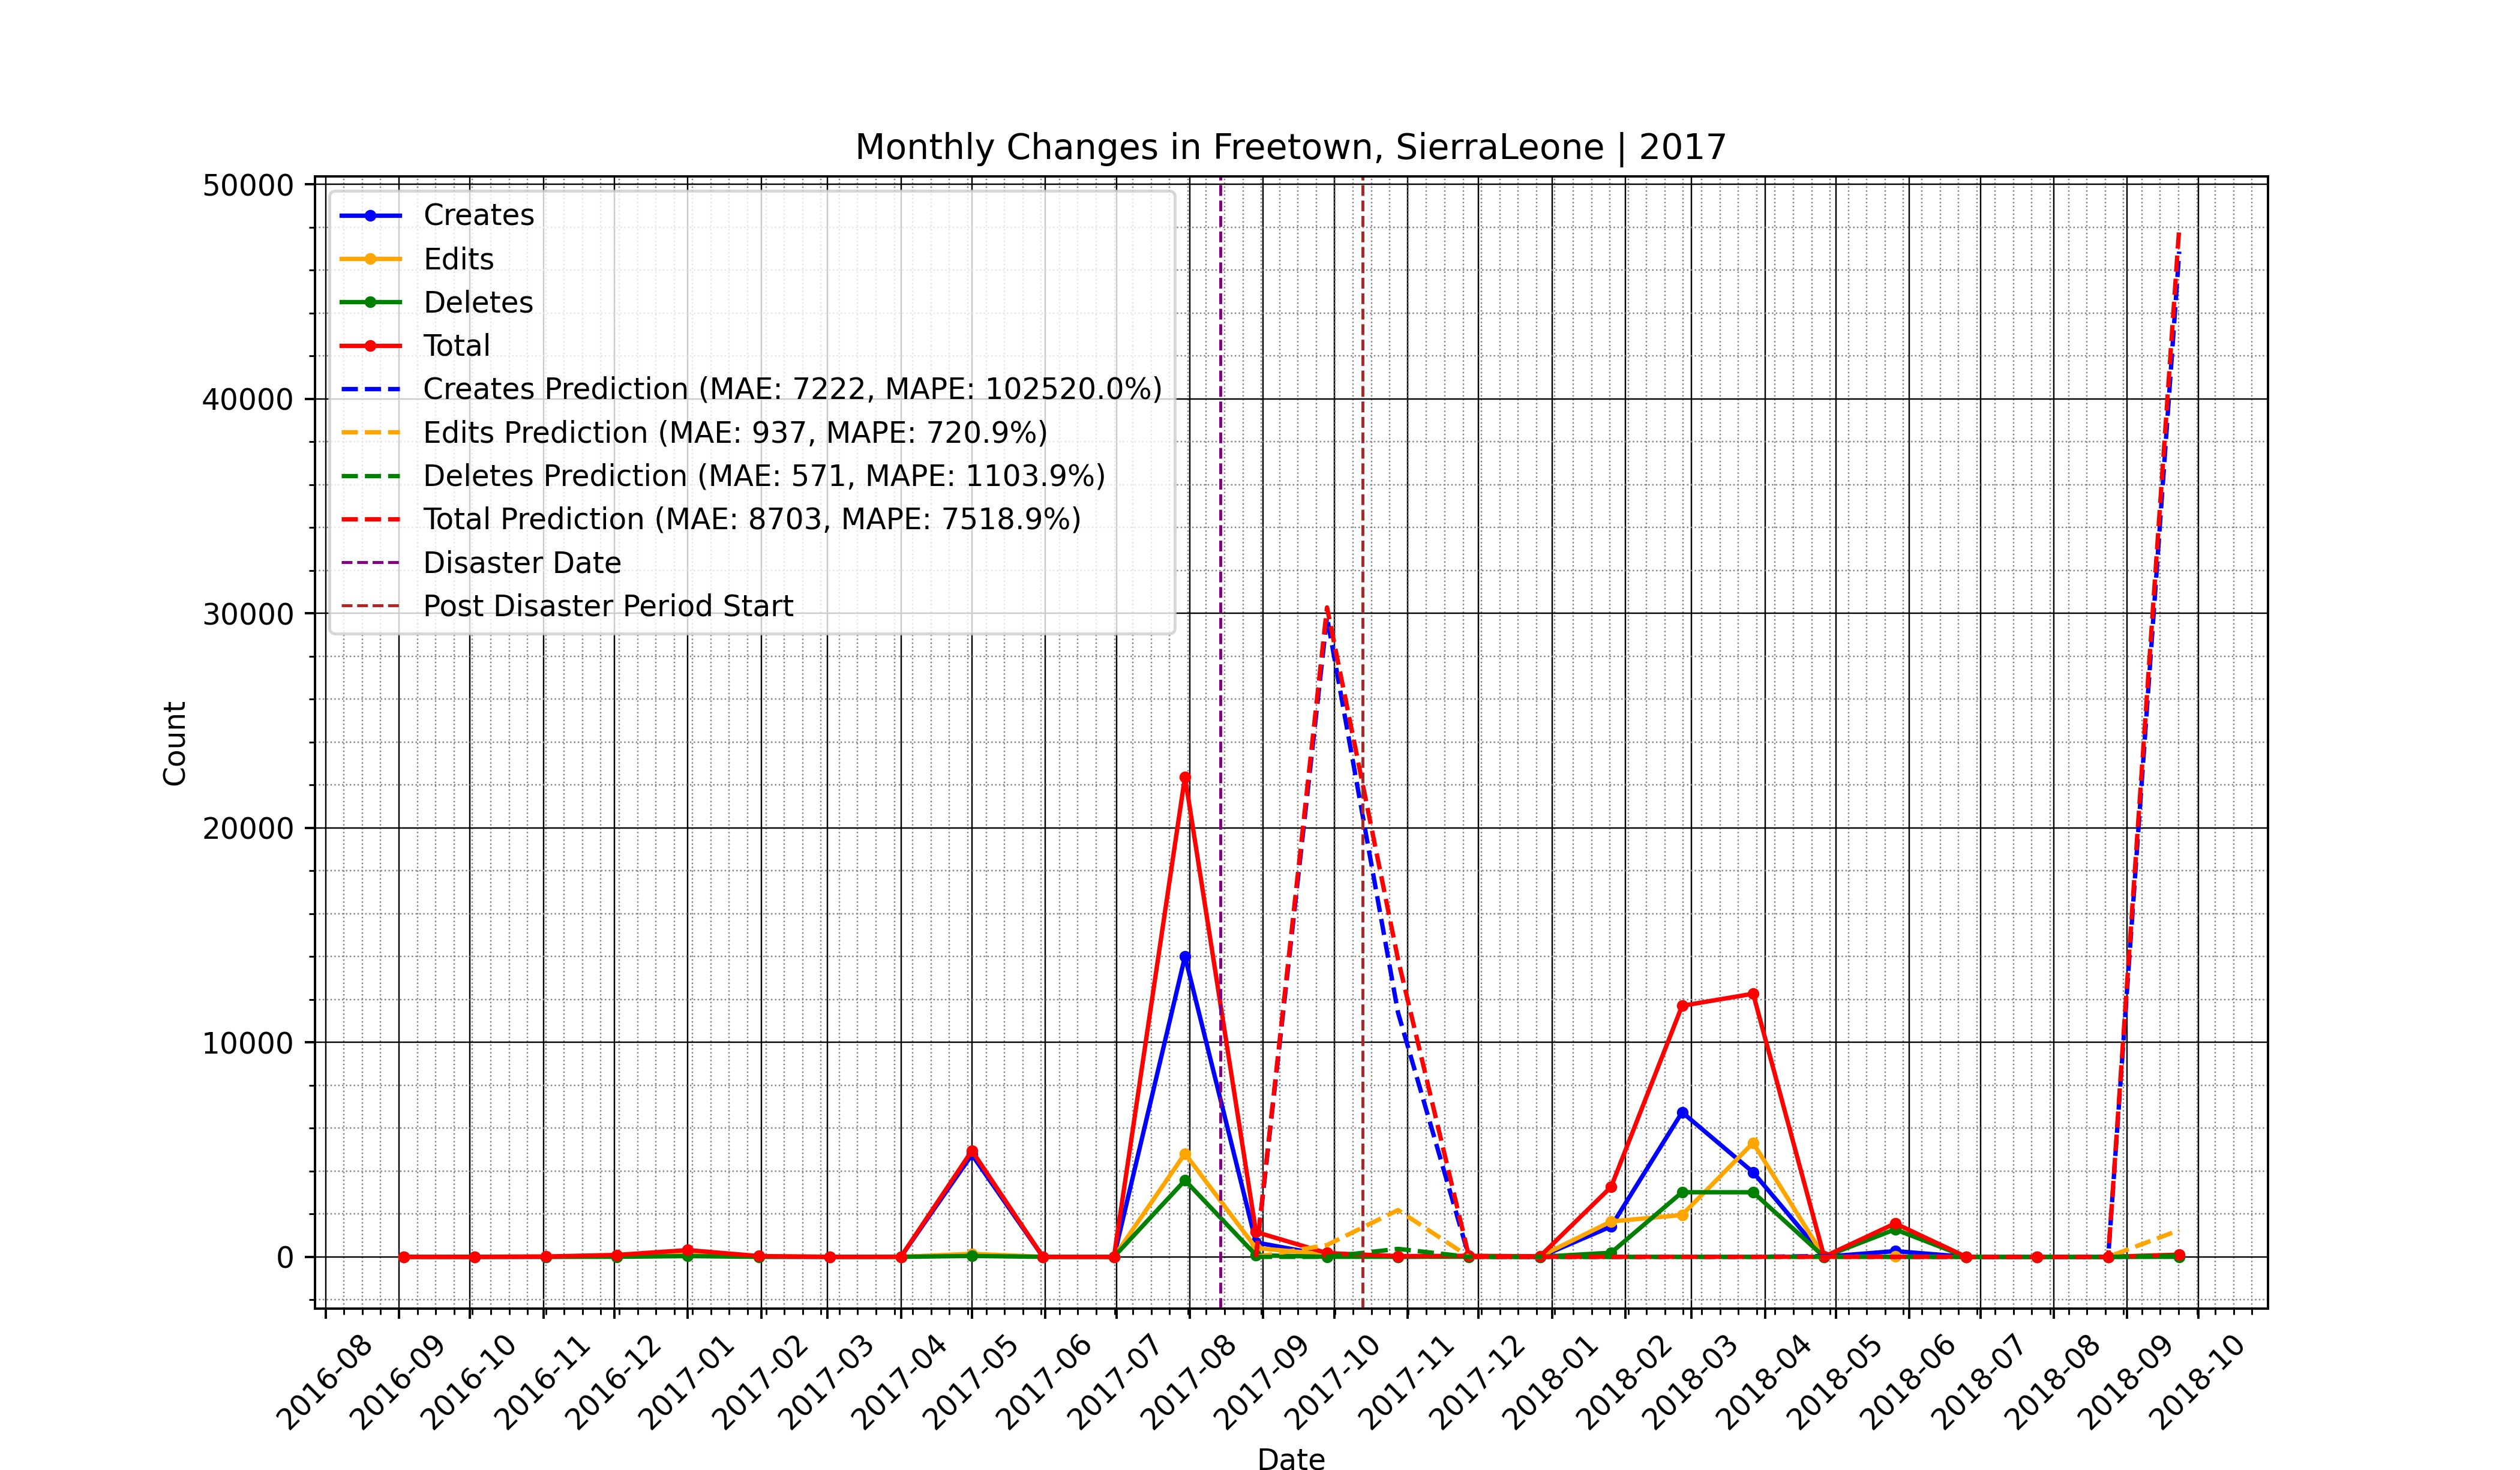 Monthly Changes in Freetown, SierraLeone | 2017
50000
40000
30000
20000
10000
0
Count
Creates
Edits
Deletes
Total
Creates Prediction (MAE: 7222, MAPE: 102520.0%)
Edits Prediction (MAE: 937, MAPE: 720.9%)
Deletes Prediction (MAE: 571, MAPE: 1103.9%)
Total Prediction (MAE: 8703, MAPE: 7518.9%)
Disaster Date
Post Disaster Period Start
2016-08
2016-09
2016-10
2016-11
2016-12
2017-01
2017-02
2017-03
2017-04
2017-05
2017-06
2017-07
2017-08
2017-09
2017-10
2017-11
2017-12
2018-01
2018-02
2018-03
2018-04
2018-05
2018-06
2018-07
2018-08
2018-09
2018-10
Date